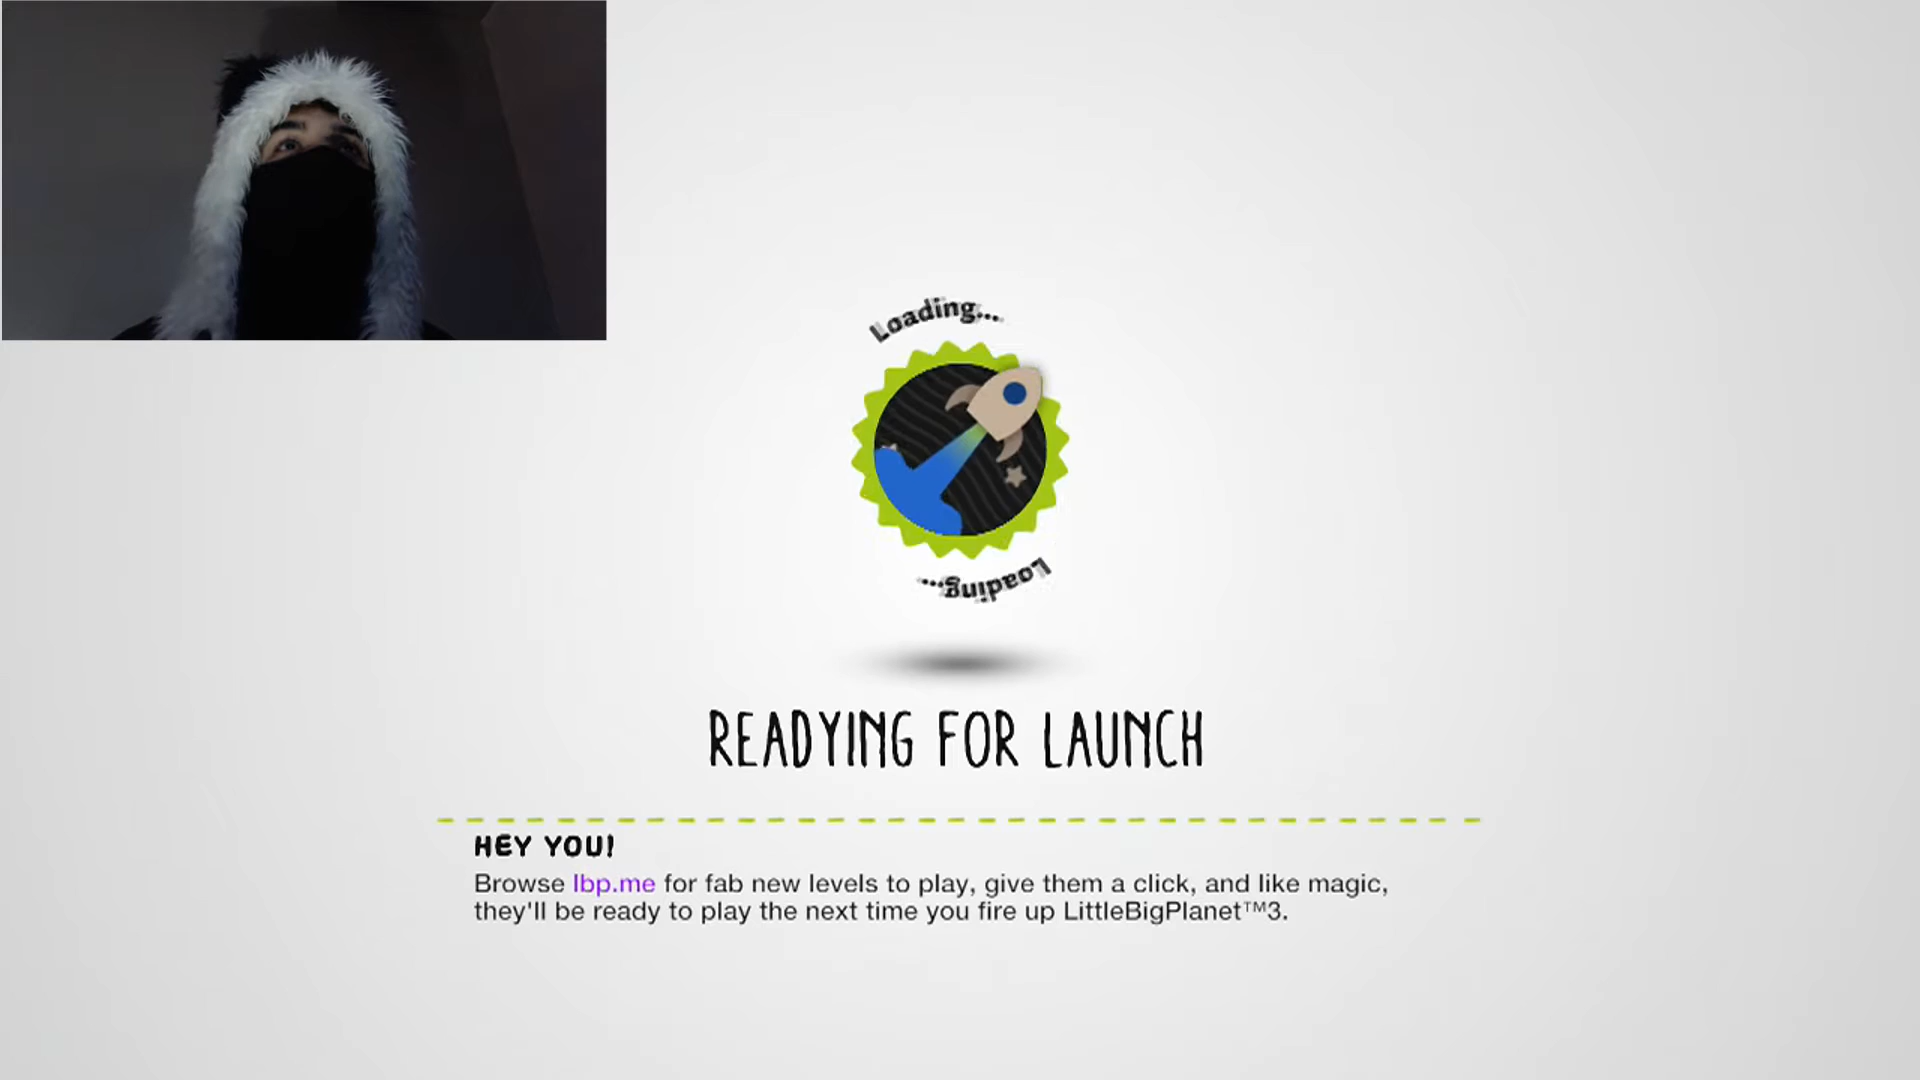 Loading...
Loading...
READYING FOR LAUNCH
HEY YOU!
Browse lbp.me for fab new levels to play, give them a click, and like magic,
they'll be ready to play the next time you fire up LittleBigPlanet™3.